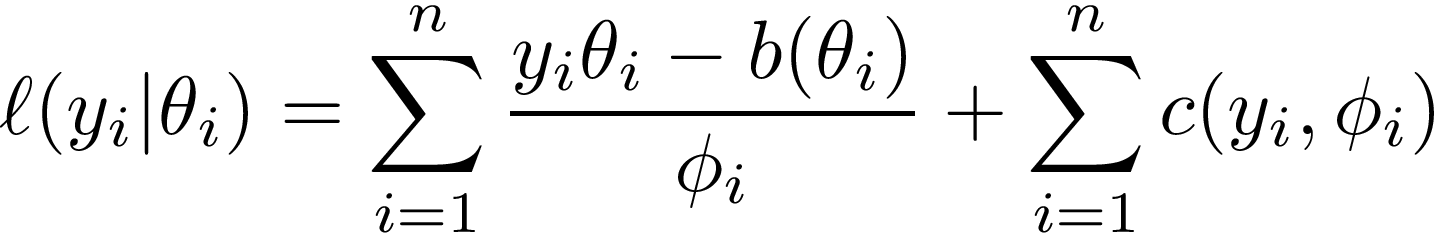 ℓ(y_i|θ_i) = \sum_{i=1}^{n} \frac{y_iθ_i − b(θ_i)}{ϕ_i} + \sum_{i=1}^{n} c(y_i, ϕ_i)